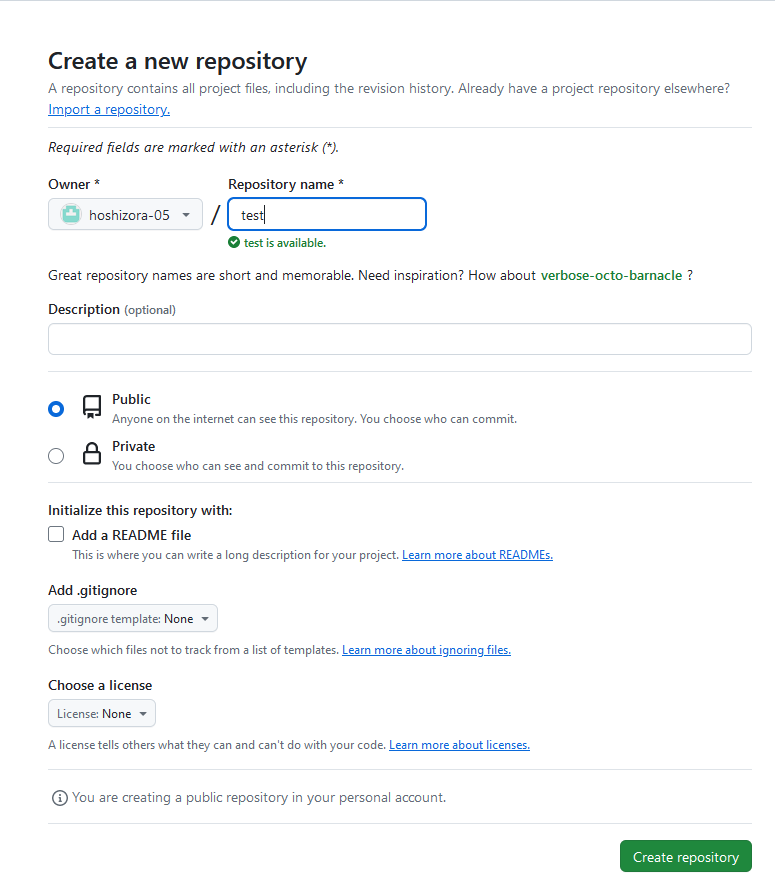 Create a new repository
A repository contains all project files, including the revision history. Already have a project repository elsewhere?
Import a repository.
Required fields are marked with an asterisk (*).
Owner * Repository name *
hoshizora-05 / test
test is available.
Great repository names are short and memorable. Need inspiration? How about verbose-octo-barnacle ?
Description (optional)
Public
Anyone on the internet can see this repository. You choose who can commit.
Private
You choose who can see and commit to this repository.
Initialize this repository with:
Add a README file
This is where you can write a long description for your project. Learn more about READMEs.
Add .gitignore
.gitignore template: None
Choose which files not to track from a list of templates. Learn more about ignoring files.
Choose a license
License: None
A license tells others what they can and can't do with your code. Learn more about licenses.
You are creating a public repository in your personal account.
Create repository